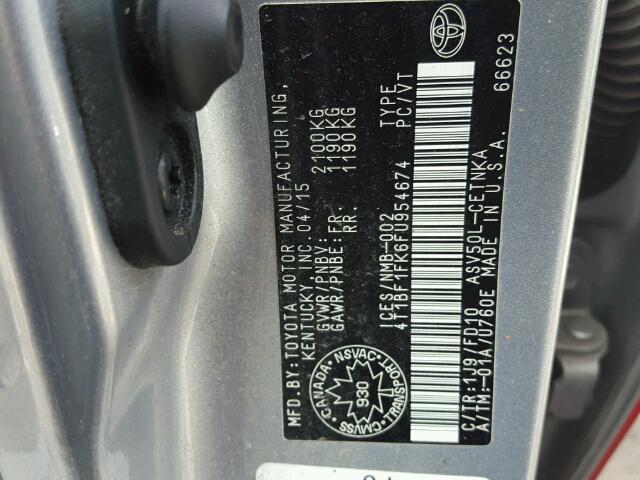 MFD.BY:TOYOTA MOTOR MANUFACTURING,
KENTUCKY, INC. 04/15
GVWR/PNBV: 2100KG
GAWR/PNBE:FR: 1190KG
RR. 1190KG
ICES/NMB-002 TYPE
4T1BF1FK6FU954674 PC/VT
C/TR:1J9/FD10 ASV50L-CETNKA
A/TM:-01A/U760E MADE IN U.S.A.
66623
CANADA NSVAC TRANSPORT CMVSS
930